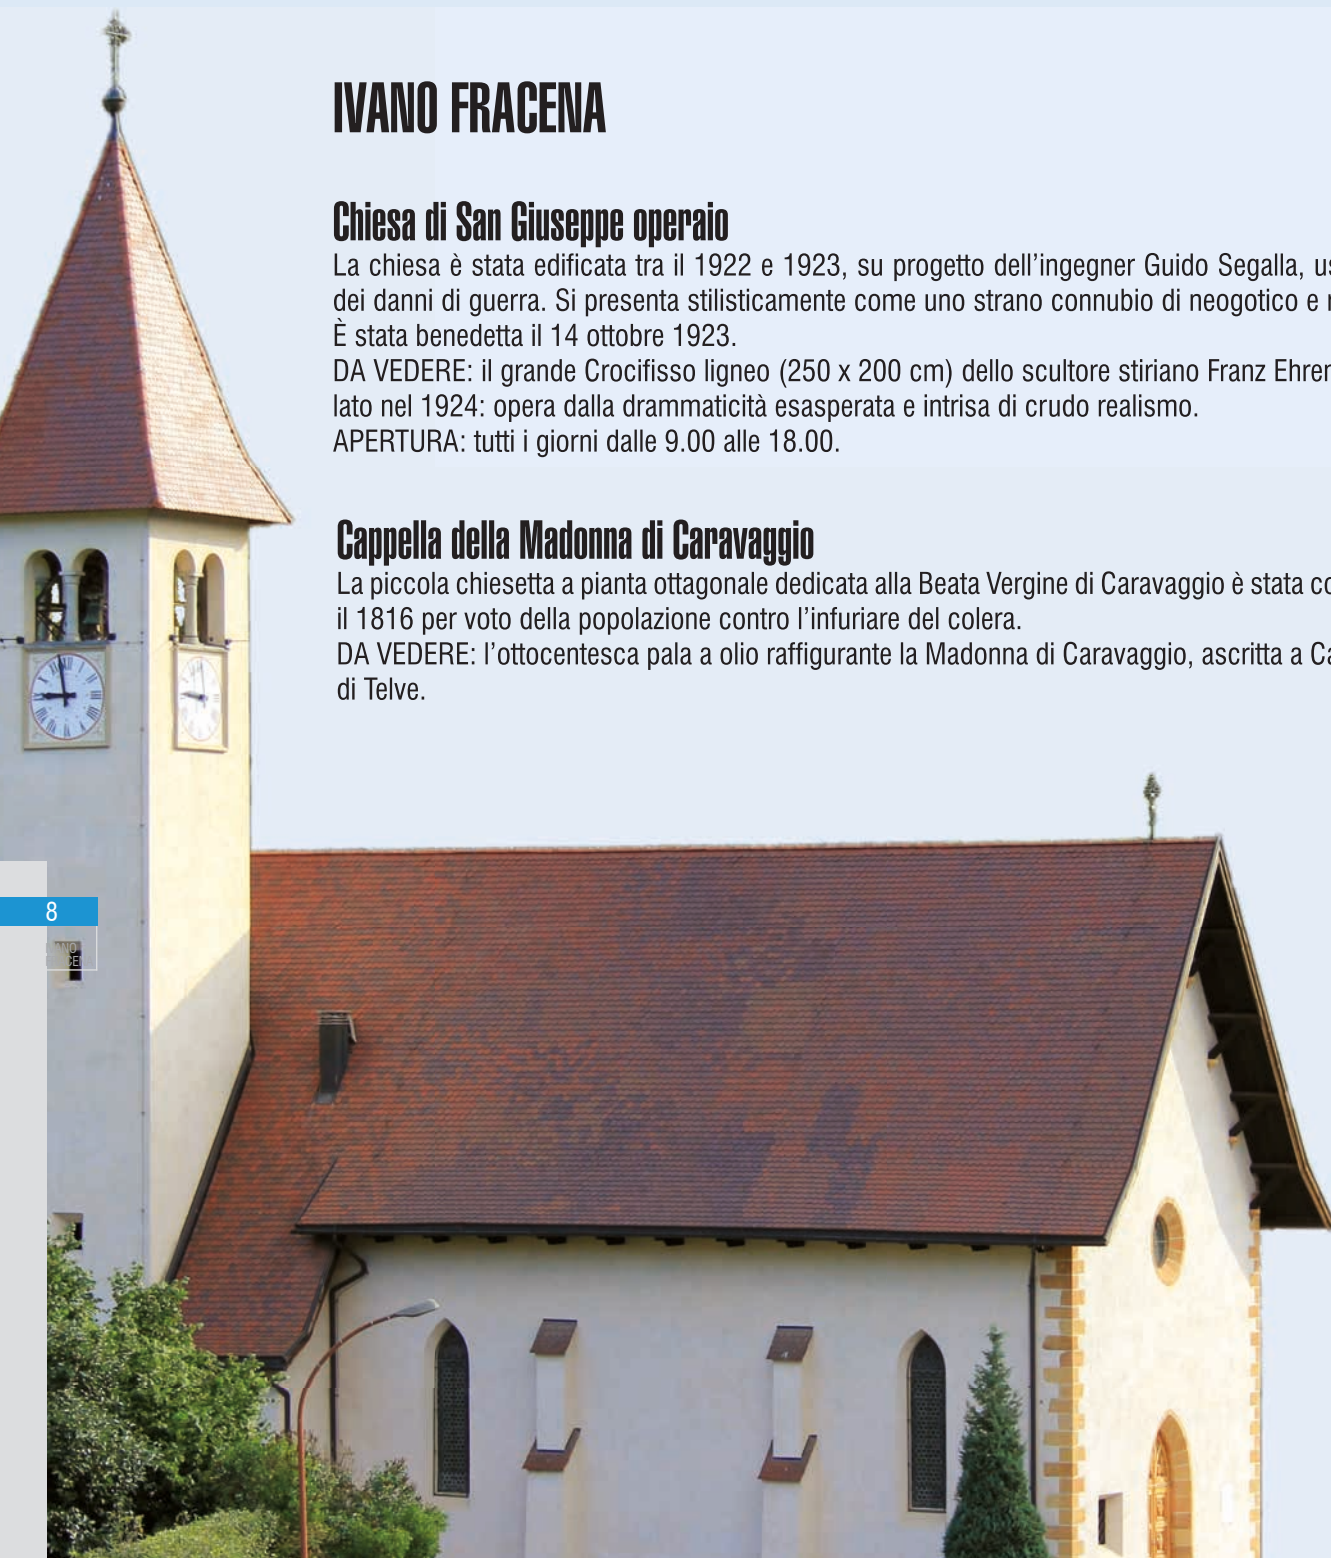 IVANO FRACENA
Chiesa di San Giuseppe operaio
La chiesa è stata edificata tra il 1922 e 1923, su progetto dell’ingegner Guido Segalla,
dei danni di guerra. Si presenta stilisticamente come uno strano connubio di neogotico e
È stata benedetta il 14 ottobre 1923.
DA VEDERE: il grande Crocifisso ligneo (250 x 200 cm) dello scultore stiriano Franz
lato nel 1924: opera dalla drammaticità esasperata e intrisa di crudo realismo.
APERTURA: tutti i giorni dalle 9.00 alle 18.00.
Cappella della Madonna di Caravaggio
La piccola chiesetta a pianta ottagonale dedicata alla Beata Vergine di Caravaggio è stata
il 1816 per voto della popolazione contro l’infuriare del colera.
DA VEDERE: l’ottocentesca pala a olio raffigurante la Madonna di Caravaggio, ascritta a
di Telve.
8